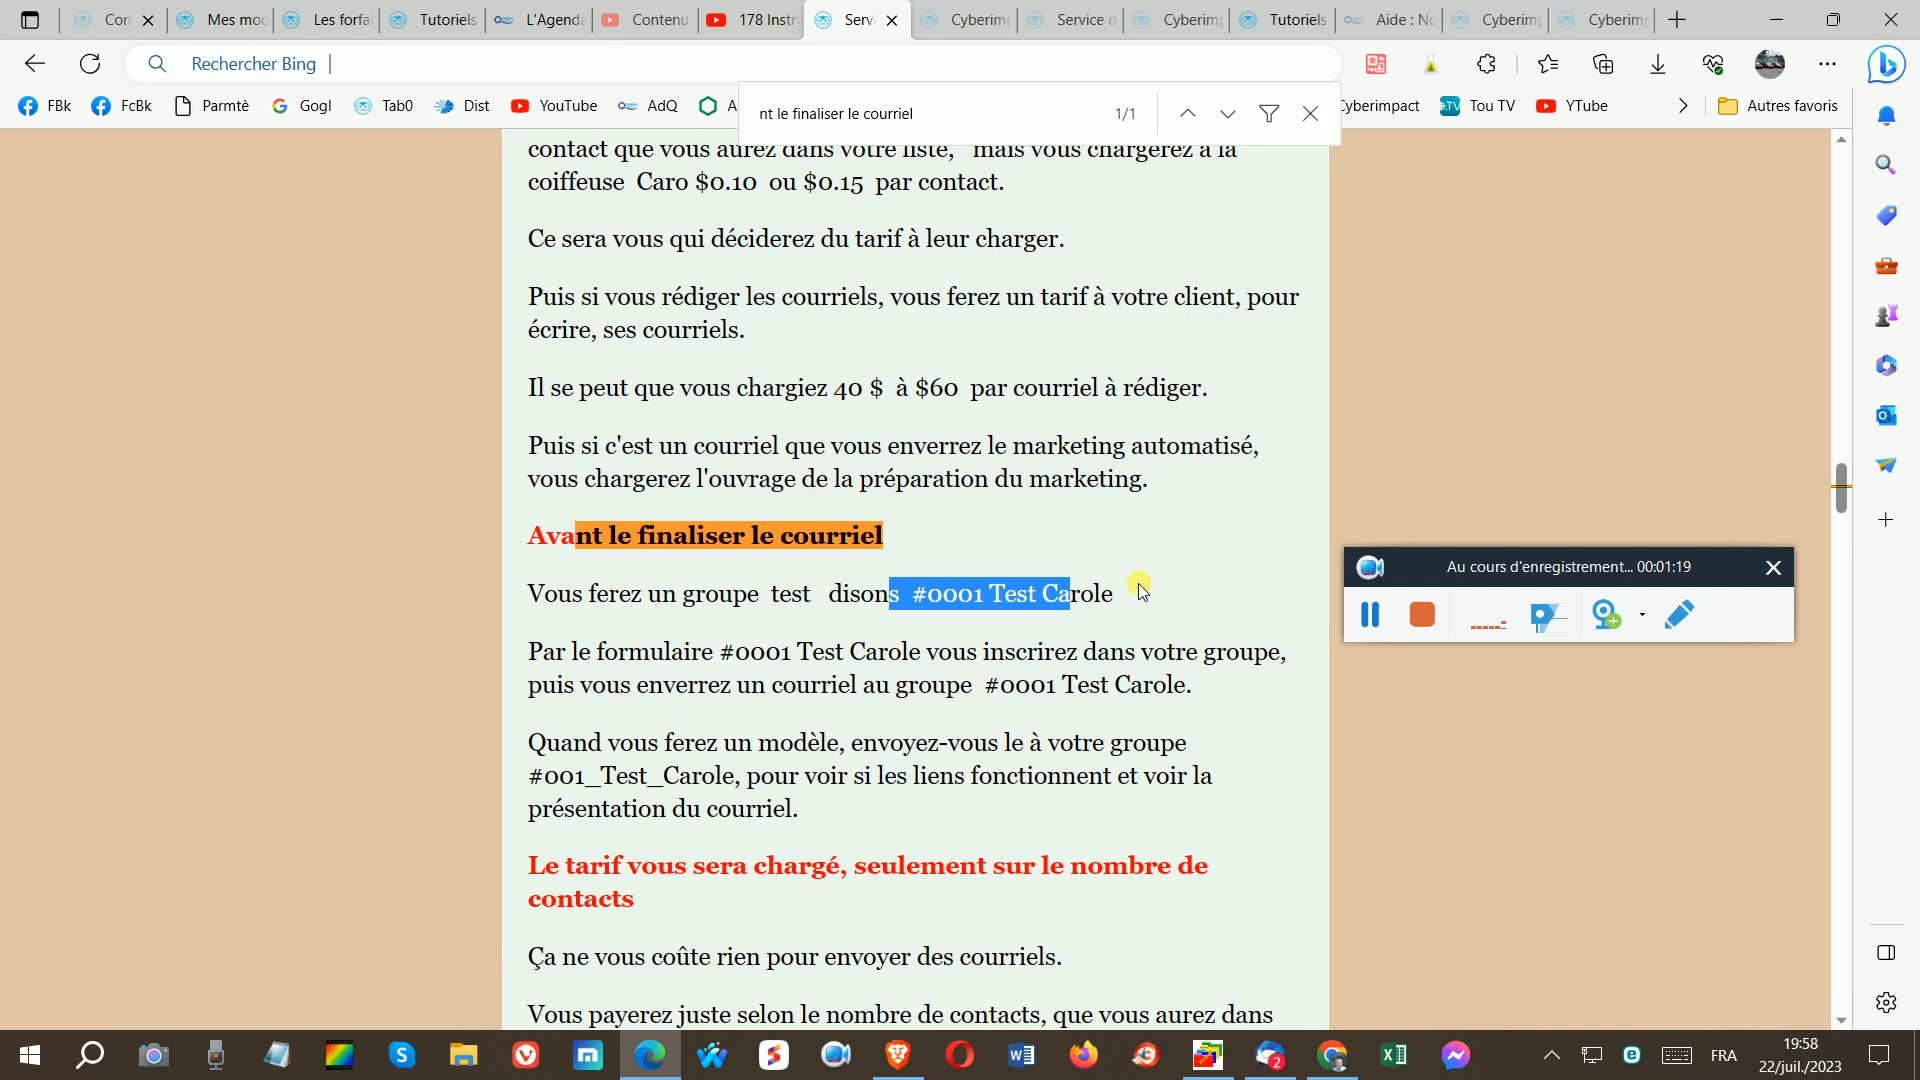 Con
Mes mod
Les forfai
Tutoriels
L'Agenda
Contenu
178 Instr
Servi
Cyberimp
Service d
Cyberimp
Tutoriels
Aide : No
Cyberimp
Cyberimp
Rechercher Bing
FBk
FcBk
Parmtè
Gogl
Tab0
Dist
YouTube
AdQ
nt le finaliser le courriel
1/1
Cyberimpact
Tou TV
YTube
Autres favoris
contact que vous aurez dans votre liste, mais vous chargerez à la
coiffeuse Caro $0.10 ou $0.15 par contact.
Ce sera vous qui déciderez du tarif à leur charger.
Puis si vous rédiger les courriels, vous ferez un tarif à votre client, pour
écrire, ses courriels.
Il se peut que vous chargiez 40 $ à $60 par courriel à rédiger.
Puis si c'est un courriel que vous enverrez le marketing automatisé,
vous chargerez l'ouvrage de la préparation du marketing.
Avant le finaliser le courriel
Vous ferez un groupe test disons #0001 Test Carole
Par le formulaire #0001 Test Carole vous inscrirez dans votre groupe,
puis vous enverrez un courriel au groupe #0001 Test Carole.
Quand vous ferez un modèle, envoyez-vous le à votre groupe
#001_Test_Carole, pour voir si les liens fonctionnent et voir la
présentation du courriel.
Le tarif vous sera chargé, seulement sur le nombre de
contacts
Ça ne vous coûte rien pour envoyer des courriels.
Vous payerez juste selon le nombre de contacts, que vous aurez dans
Au cours d'enregistrement... 00:01:19
FRA
19:58
22/juil./2023